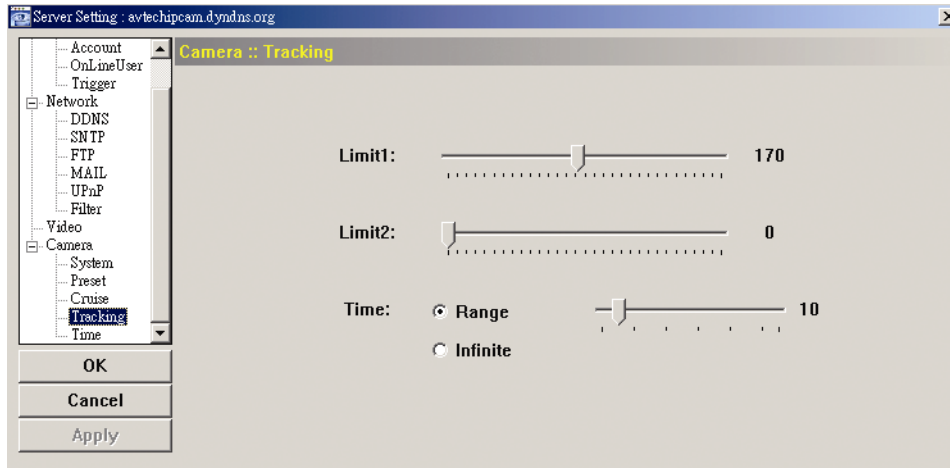 Server Setting : avtechipcam.dyndns.org
Account
OnLineUser
Trigger
Network
DDNS
SNTP
FTP
MAIL
UPnP
Filter
Video
Camera
System
Preset
Cruise
Tracking
Time
OK
Cancel
Apply
Camera :: Tracking
Limit1: 170
Limit2: 0
Time: Range 10
Infinite